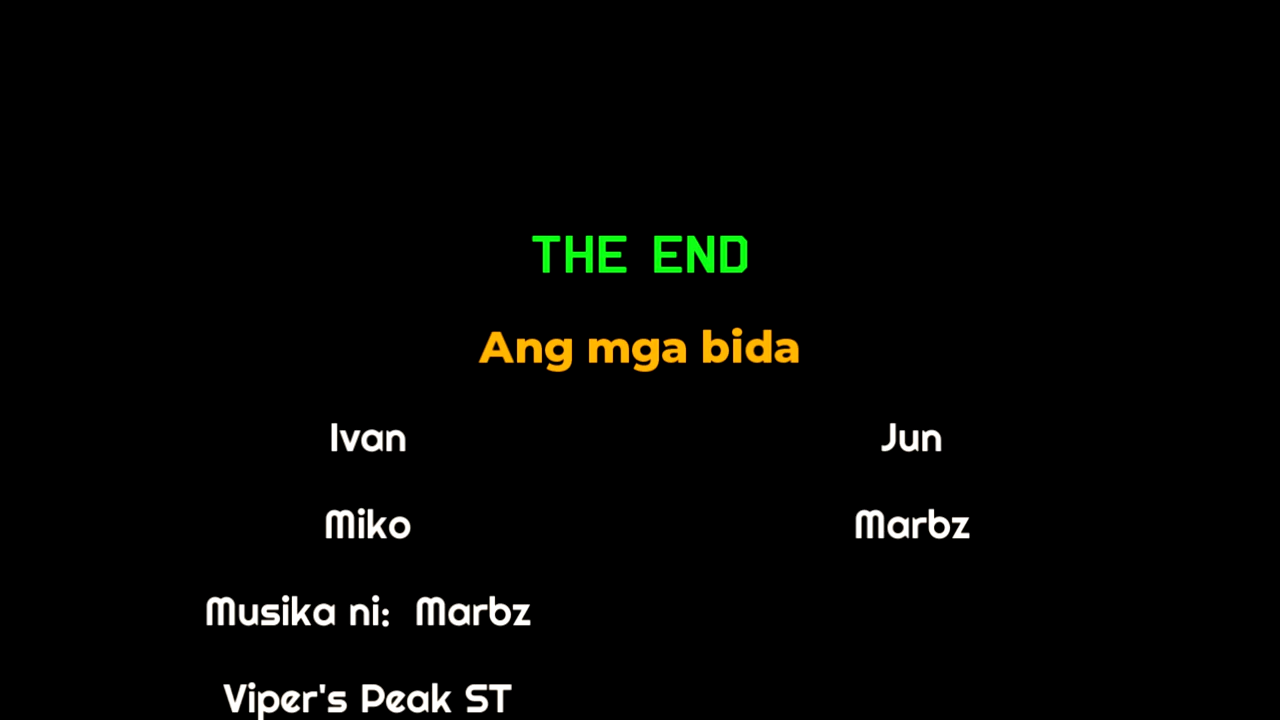 THE END
Ang mga bida
Ivan Jun
Miko Marbz
Musika ni: Marbz
Viper's Peak ST